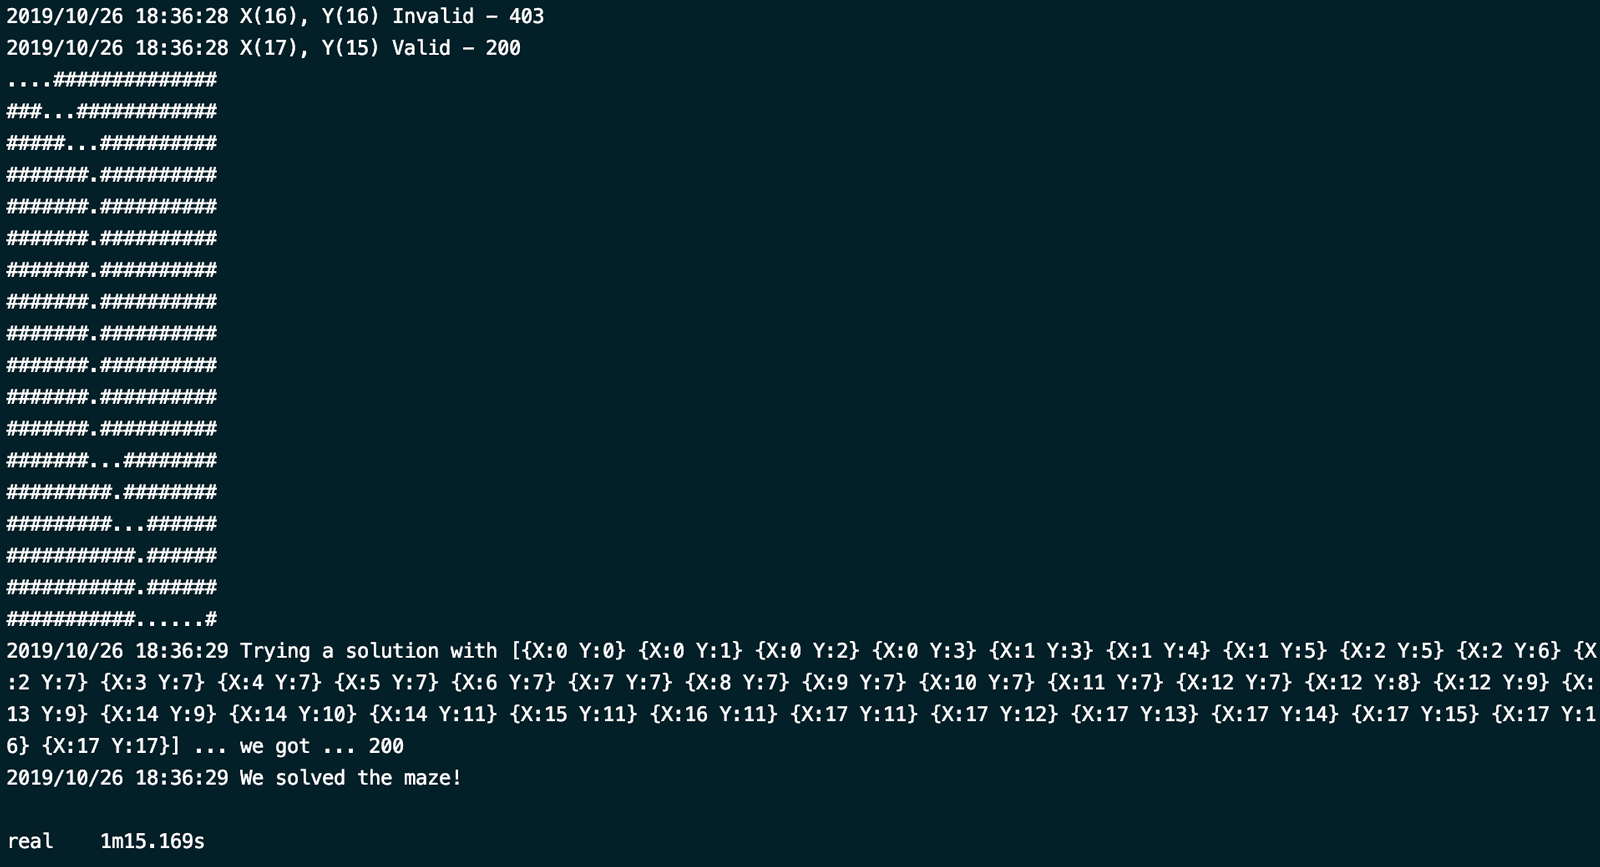 2019/10/26 18:36:28 X(16), Y(16) Invalid - 403
2019/10/26 18:36:28 X(17), Y(15) Valid - 200
....##############
###...############
#####...##########
#######.##########
#######.##########
#######.##########
#######.##########
#######.##########
#######.##########
#######.##########
#######.##########
#######.##########
#######...########
#########.########
#########...######
###########.######
###########.######
###########......#
2019/10/26 18:36:29 Trying a solution with [{X:0 Y:0} {X:0 Y:1} {X:0 Y:2} {X:0 Y:3} {X:1 Y:3} {X:1 Y:4} {X:1 Y:5} {X:2 Y:5} {X:2 Y:6} {X
:2 Y:7} {X:3 Y:7} {X:4 Y:7} {X:5 Y:7} {X:6 Y:7} {X:7 Y:7} {X:8 Y:7} {X:9 Y:7} {X:10 Y:7} {X:11 Y:7} {X:12 Y:7} {X:12 Y:8} {X:12 Y:9} {X:
13 Y:9} {X:14 Y:9} {X:14 Y:10} {X:14 Y:11} {X:15 Y:11} {X:16 Y:11} {X:17 Y:11} {X:17 Y:12} {X:17 Y:13} {X:17 Y:14} {X:17 Y:15} {X:17 Y:1
6} {X:17 Y:17}] ... we got ... 200
2019/10/26 18:36:29 We solved the maze!
real    1m15.169s